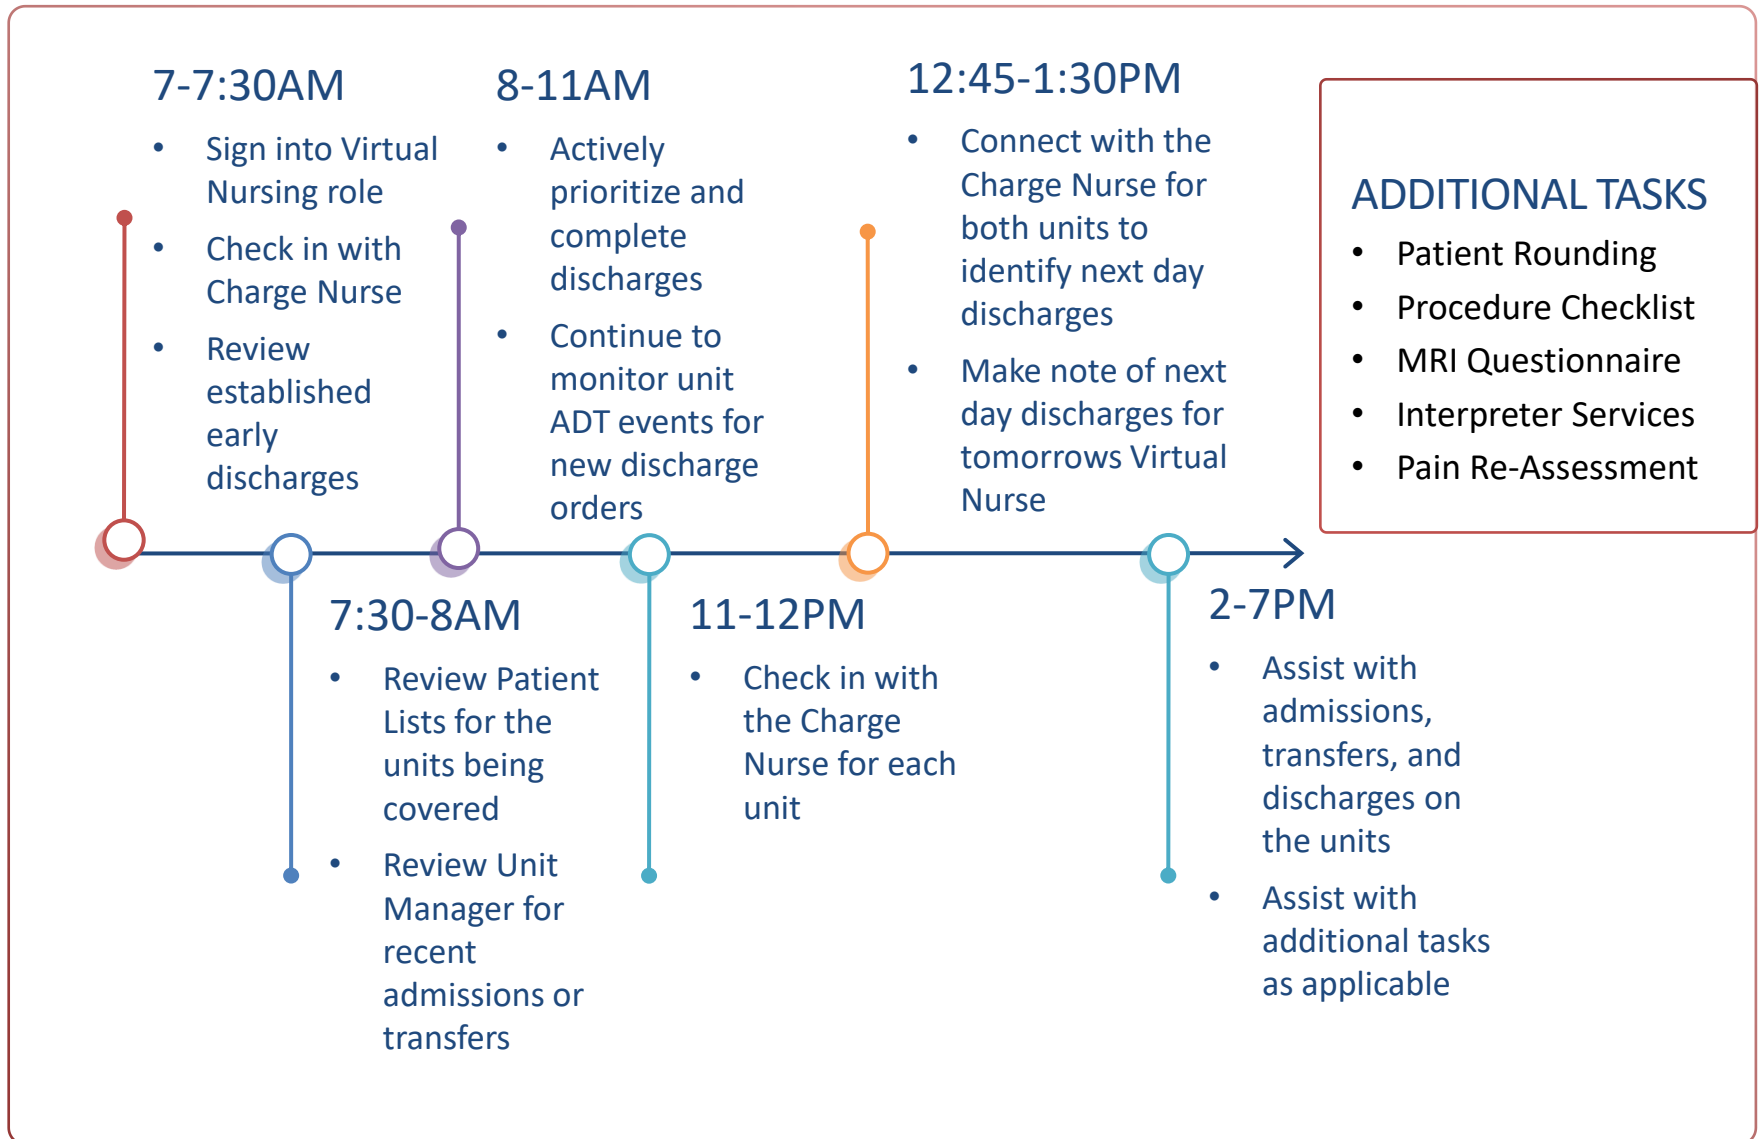 7-7:30AM
• Sign into Virtual
Nursing role
• Check in with
Charge Nurse
• Review
established
early
discharges
7:30-8AM
• Review Patient
Lists for the
units being
covered
• Review Unit
Manager for
recent
admissions or
transfers
8-11AM
• Actively
prioritize and
complete
discharges
• Continue to
monitor unit
ADT events for
new discharge
orders
11-12PM
• Check in with
the Charge
Nurse for each
unit
12:45-1:30PM
• Connect with the
Charge Nurse for
both units to
identify next day
discharges
• Make note of next
day discharges for
tomorrows Virtual
Nurse
2-7PM
• Assist with
admissions,
transfers, and
discharges on
the units
• Assist with
additional tasks
as applicable
ADDITIONAL TASKS
• Patient Rounding
• Procedure Checklist
• MRI Questionnaire
• Interpreter Services
• Pain Re-Assessment